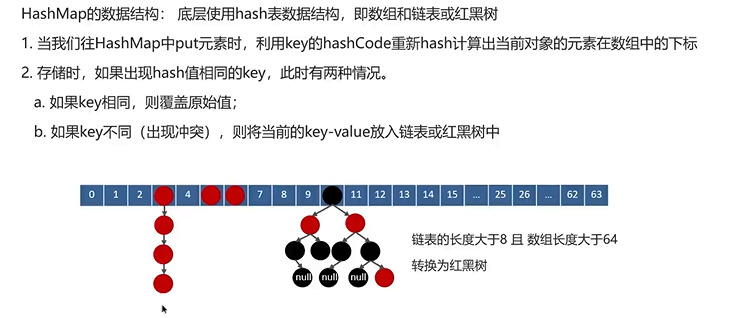 HashMap的数据结构： 底层使用hash表数据结构，即数组和链表或红黑树
1. 当我们往HashMap中put元素时，利用key的hashCode重新hash计算出当前对象的元素在数组中的下标
2. 存储时，如果出现hash值相同的key，此时有两种情况。
a. 如果key相同，则覆盖原始值；
b. 如果key不同（出现冲突），则将当前的key-value放入链表或红黑树中
0 1 2 4 7 8 9 11 12 13 14 15 ... 25 26 ... 62 63
链表的长度大于8 且 数组长度大于64
转换为红黑树
null null null